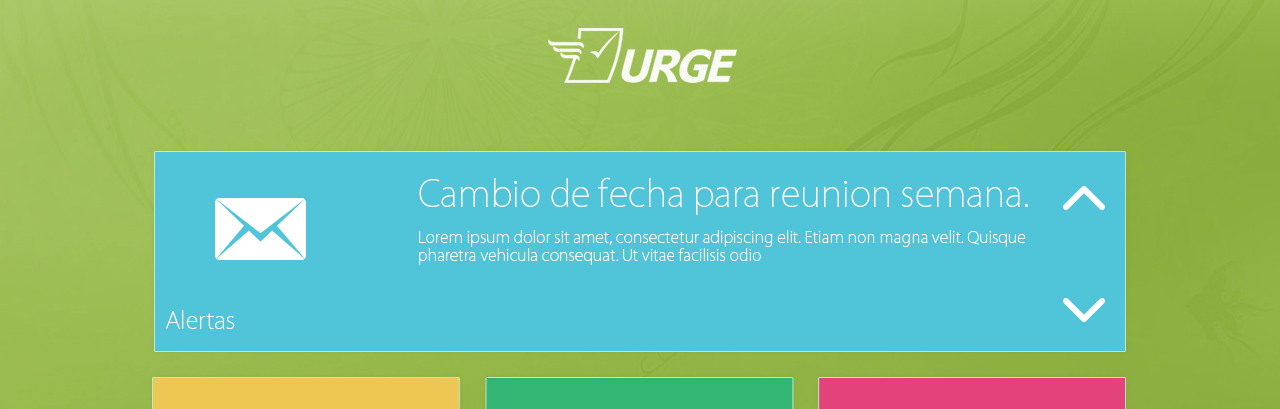 URGE
Cambio de fecha para reunion semana.
Lorem ipsum dolor sit amet, consectetur adipiscing elit. Etiam non magna velit. Quisque
pharetra vehicula consequat. Ut vitae facilisis odio
Alertas